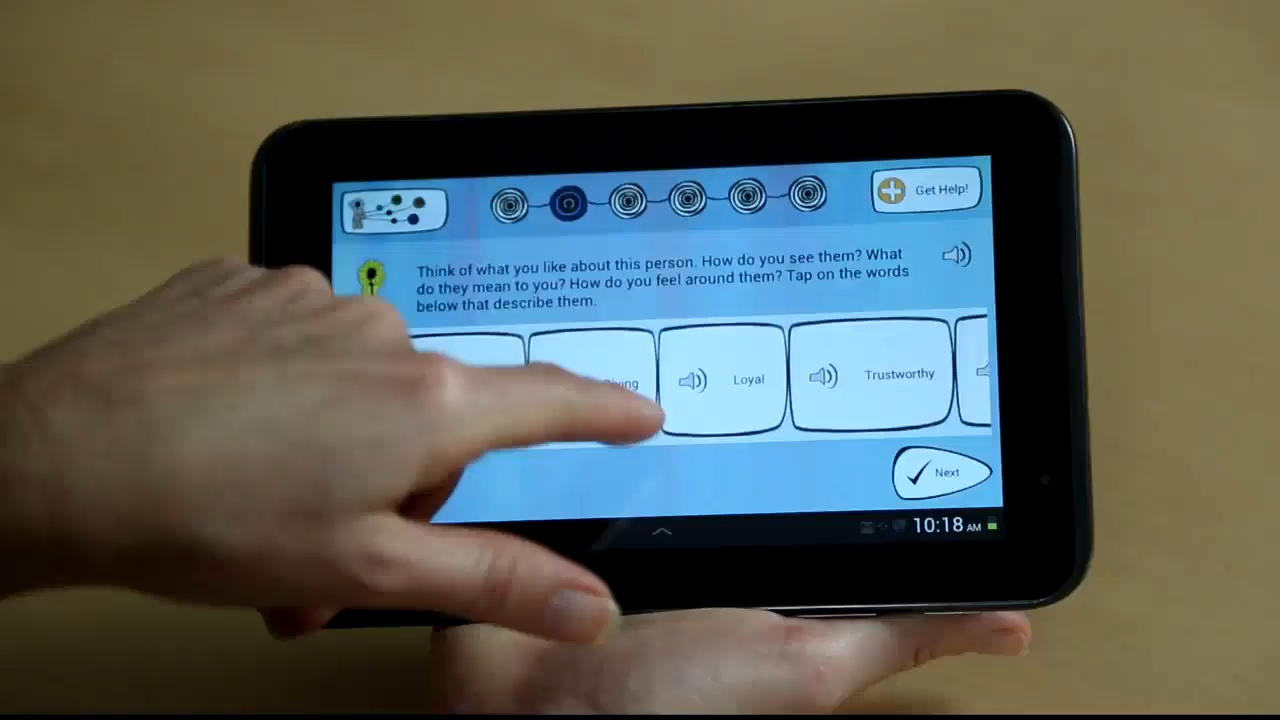 Get Help!
Think of what you like about this person. How do you see them? What
do they mean to you? How do you feel around them? Tap on the words
below that describe them.
Loyal
Trustworthy
Next
10:18 AM